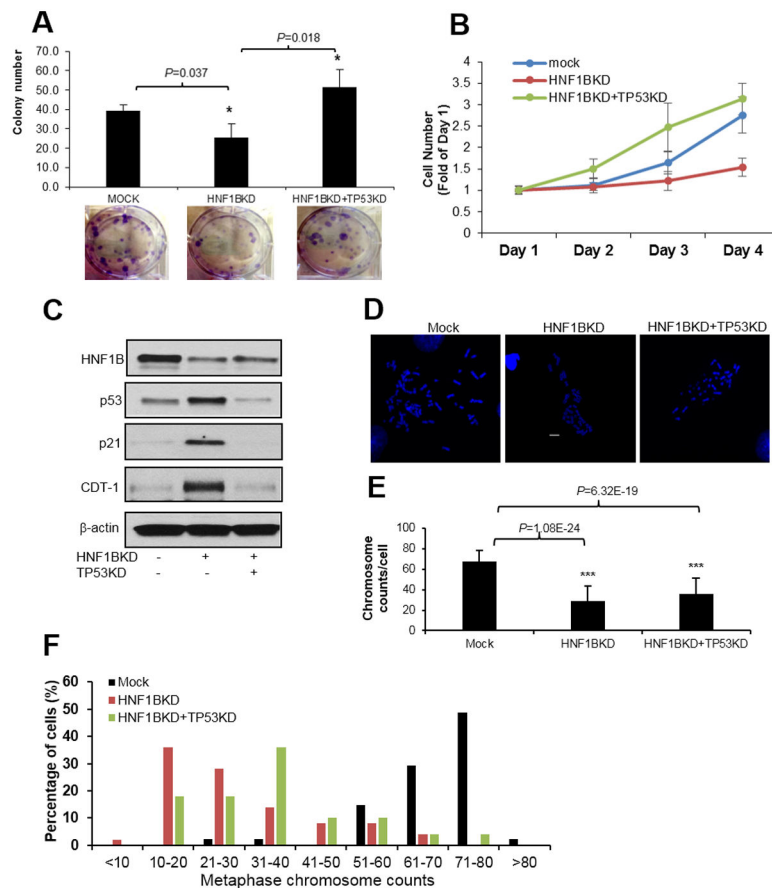 A
P=0.018
P=0.037
*
*
Colony number
70.0
60.0
50.0
40.0
30.0
20.0
10.0
0.0
MOCK HNF1BKD HNF1BKD+TP53KD
B
mock
HNF1BKD
HNF1BKD+TP53KD
Cell Number
(Fold of Day 1)
4
3.5
3
2.5
2
1.5
1
0.5
0
Day 1 Day 2 Day 3 Day 4
C
HNF1B
p53
p21
CDT-1
β-actin
HNF1BKD - + +
TP53KD - - +
D
Mock HNF1BKD HNF1BKD+TP53KD
E
P=6.32E-19
P=1.08E-24
*** ***
Chromosome
counts/cell
100
80
60
40
20
0
Mock HNF1BKD HNF1BKD+TP53KD
F
Mock
HNF1BKD
HNF1BKD+TP53KD
Percentage of cells (%)
50
40
30
20
10
0
<10 10-20 21-30 31-40 41-50 51-60 61-70 71-80 >80
Metaphase chromosome counts